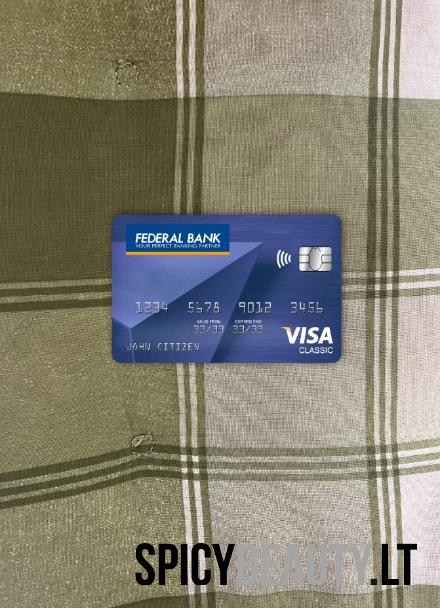 FEDERAL BANK
YOUR PERFECT BANKING PARTNER
1234 5678 9012 3456
VALID FROM EXPIRES END
33/33 33/33
JOHN CITIZEN
VISA
CLASSIC
SPICYBEAUTY.LT